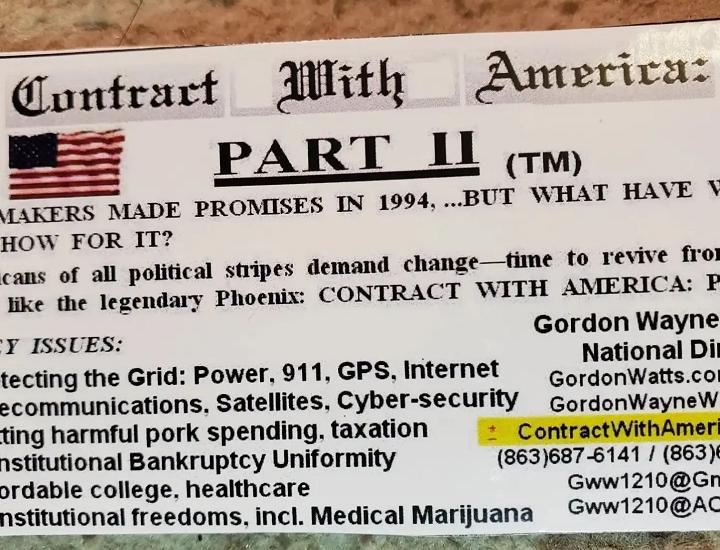 Contract With America:
PART II (TM)
MAKERS MADE PROMISES IN 1994, ...BUT WHAT HAVE W
HOW FOR IT?
icans of all political stripes demand change—time to revive fro
like the legendary Phoenix: CONTRACT WITH AMERICA: P
Y ISSUES:
tecting the Grid: Power, 911, GPS, Internet
ecommunications, Satellites, Cyber-security
tting harmful pork spending, taxation
nstitutional Bankruptcy Uniformity
ordable college, healthcare
nstitutional freedoms, incl. Medical Marijuana
Gordon Wayne
National Di
GordonWatts.co
GordonWayneW
* ContractWithAmeri
(863)687-6141 / (863)6
Gww1210@Gm
Gww1210@AO